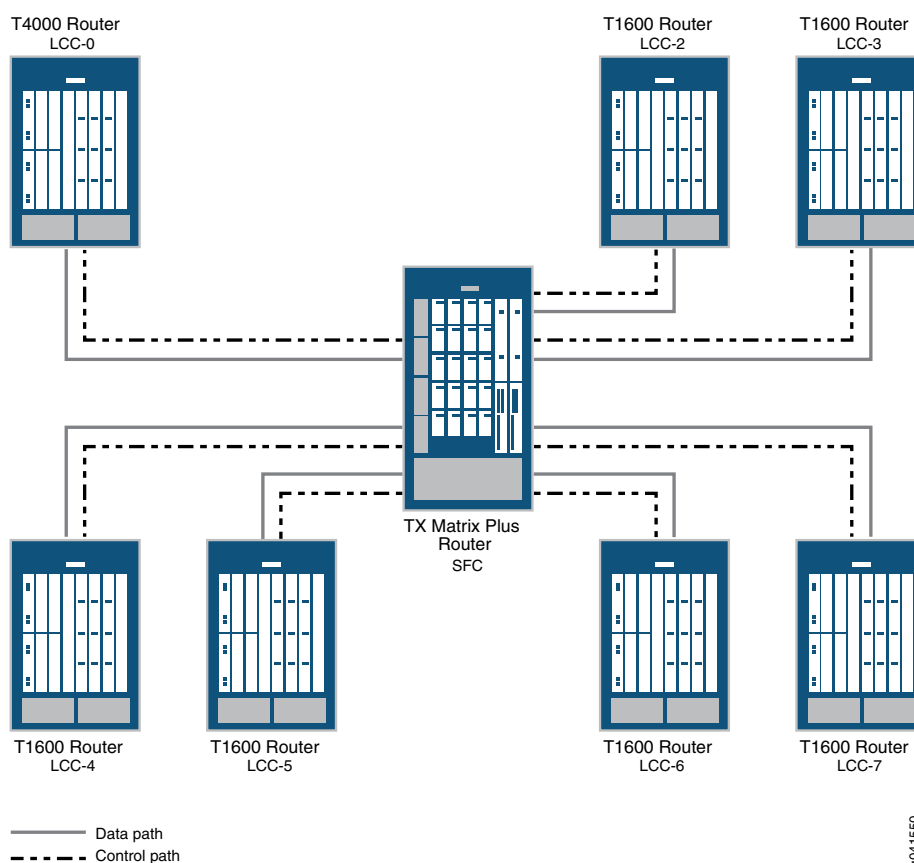 T4000 Router
LCC-0
T1600 Router
LCC-2
T1600 Router
LCC-3
TX Matrix Plus
Router
SFC
T1600 Router
LCC-4
T1600 Router
LCC-5
T1600 Router
LCC-6
T1600 Router
LCC-7
Data path
Control path